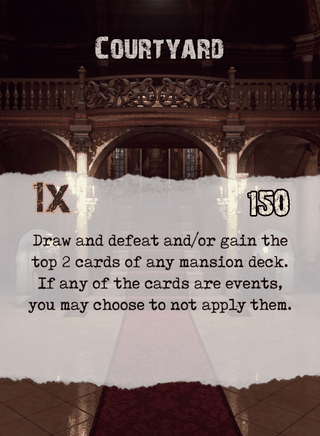 Courtyard
1X 150
Draw and defeat and/or gain the
top 2 cards of any mansion deck.
If any of the cards are events,
you may choose to not apply them.